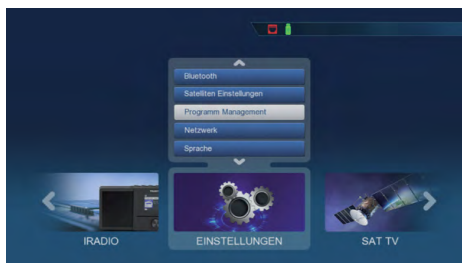 Bluetooth
Satelliten Einstellungen
Programm Management
Netzwerk
Sprache
IRADIO
EINSTELLUNGEN
SAT TV